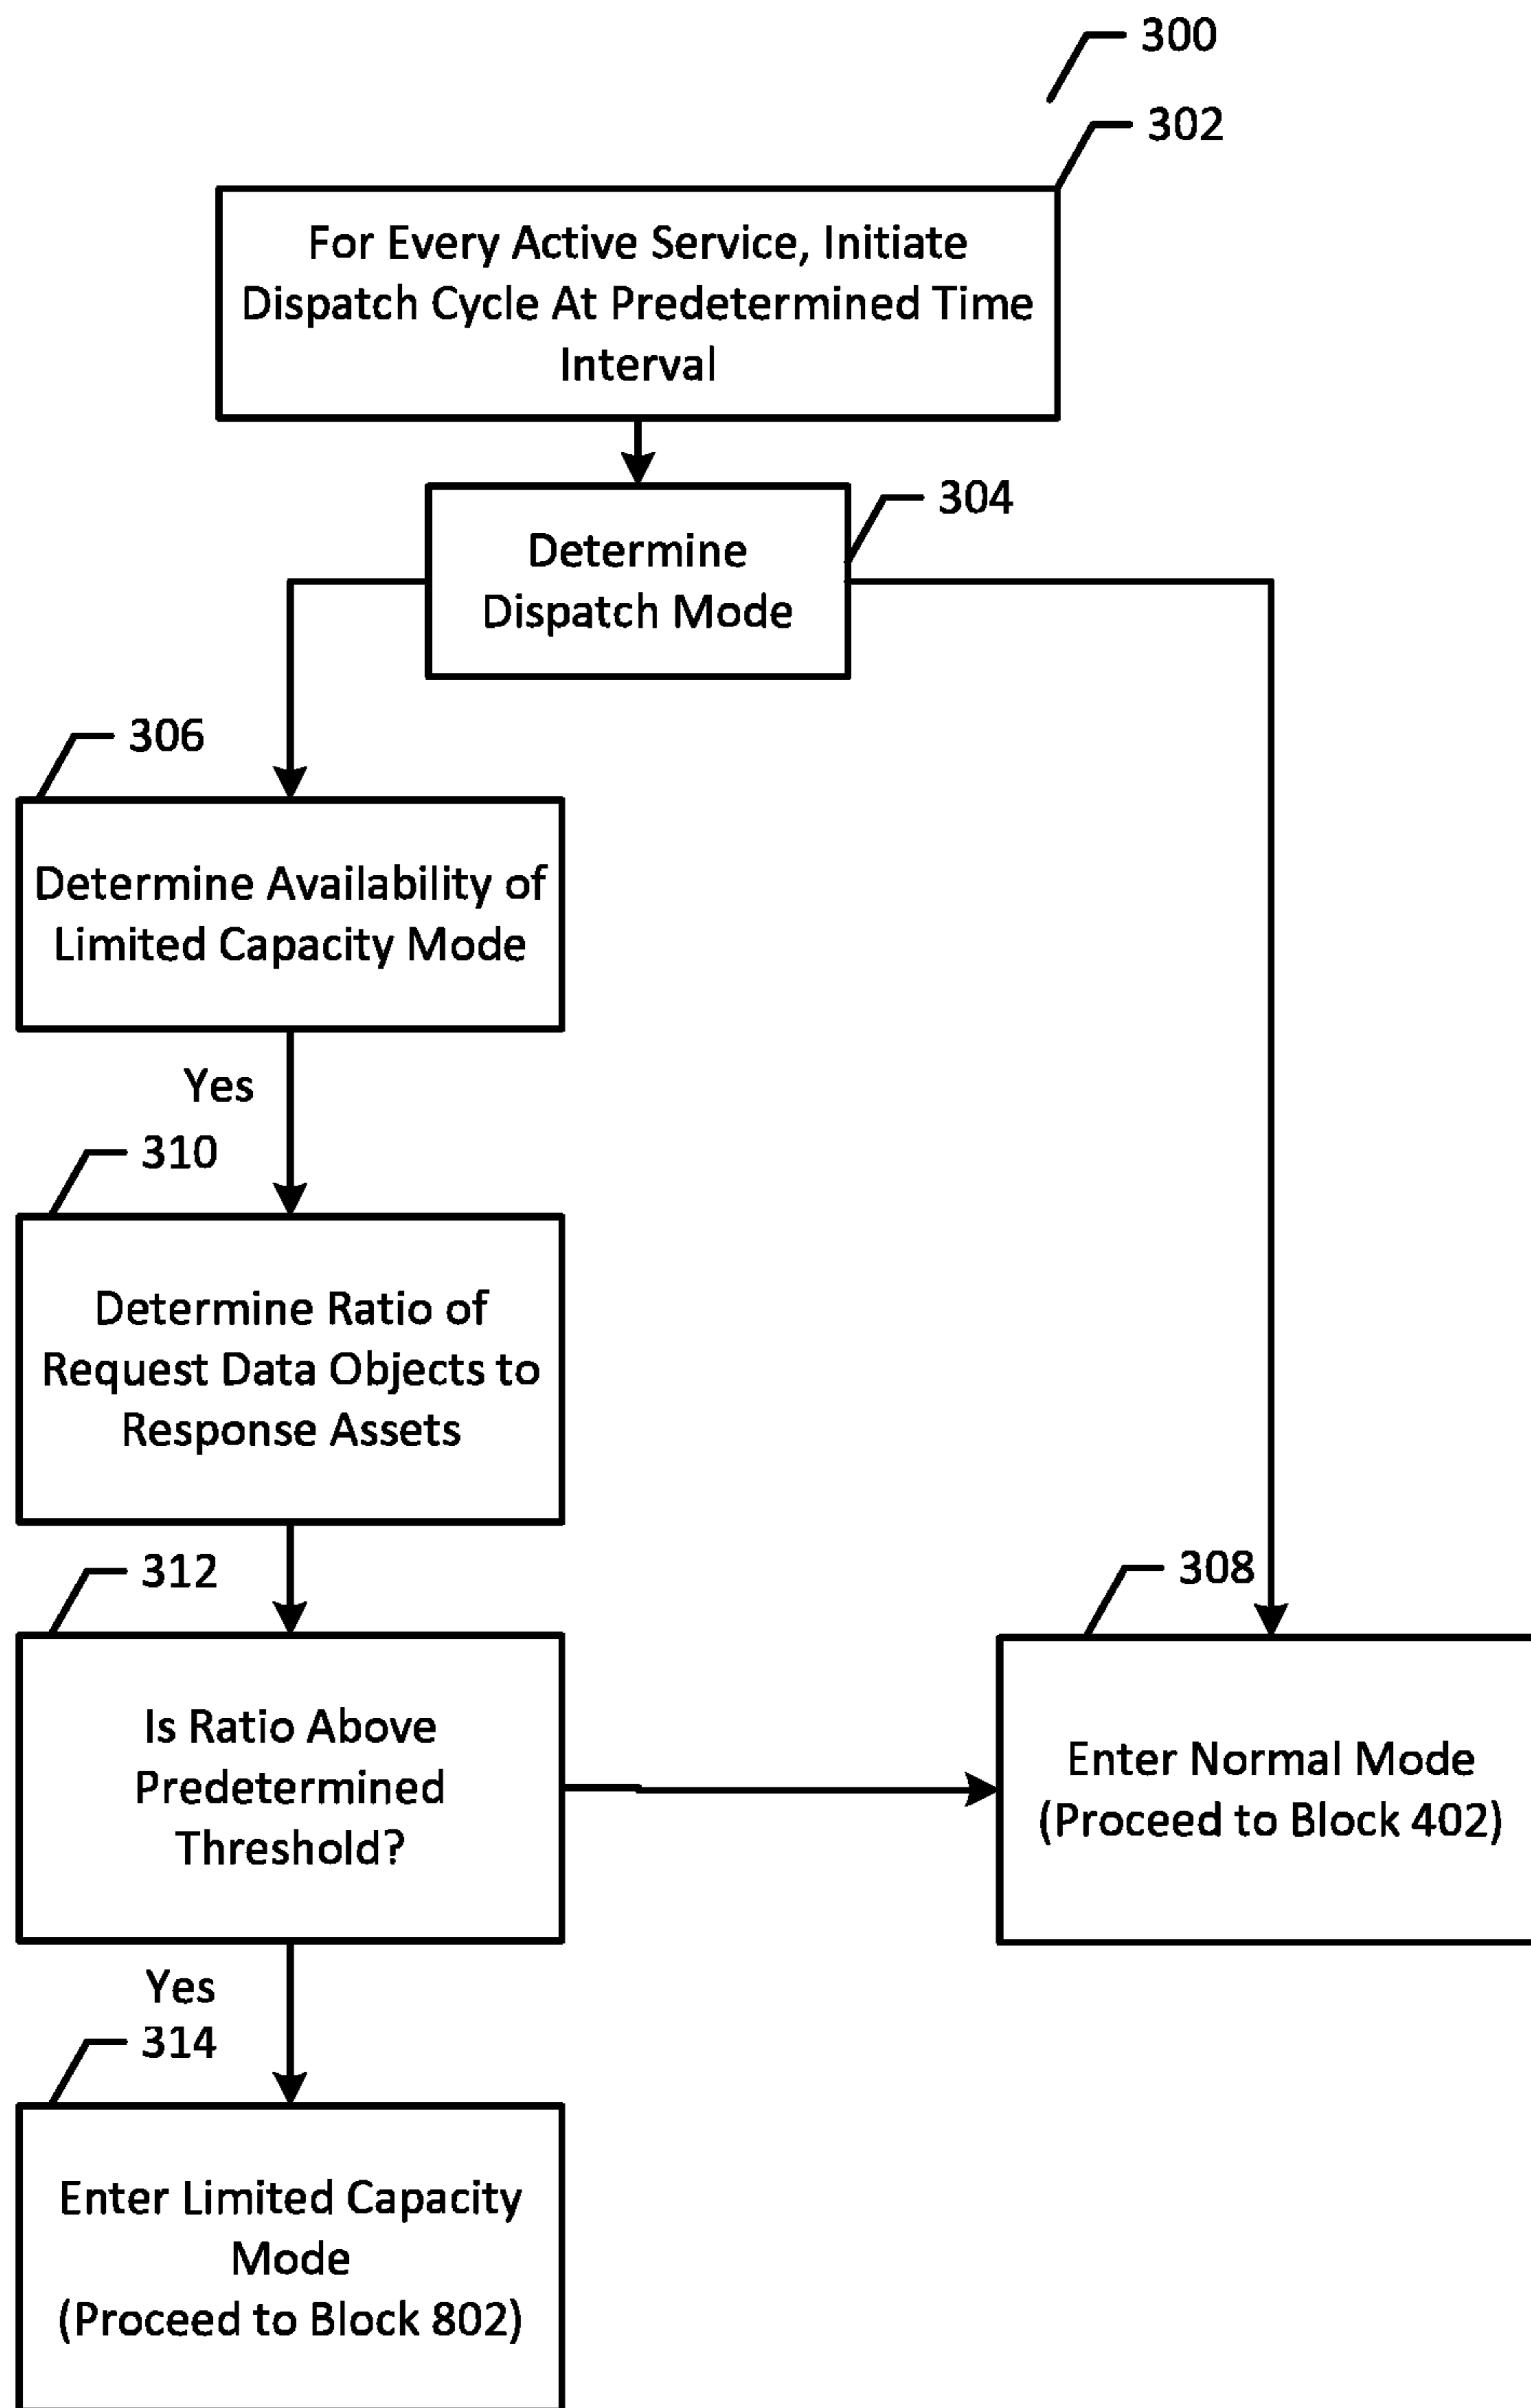 300
302
For Every Active Service, Initiate
Dispatch Cycle At Predetermined Time
Interval
304
Determine
Dispatch Mode
306
Determine Availability of
Limited Capacity Mode
Yes
310
Determine Ratio of
Request Data Objects to
Response Assets
312
Is Ratio Above
Predetermined
Threshold?
308
Enter Normal Mode
(Proceed to Block 402)
Yes
314
Enter Limited Capacity
Mode
(Proceed to Block 802)